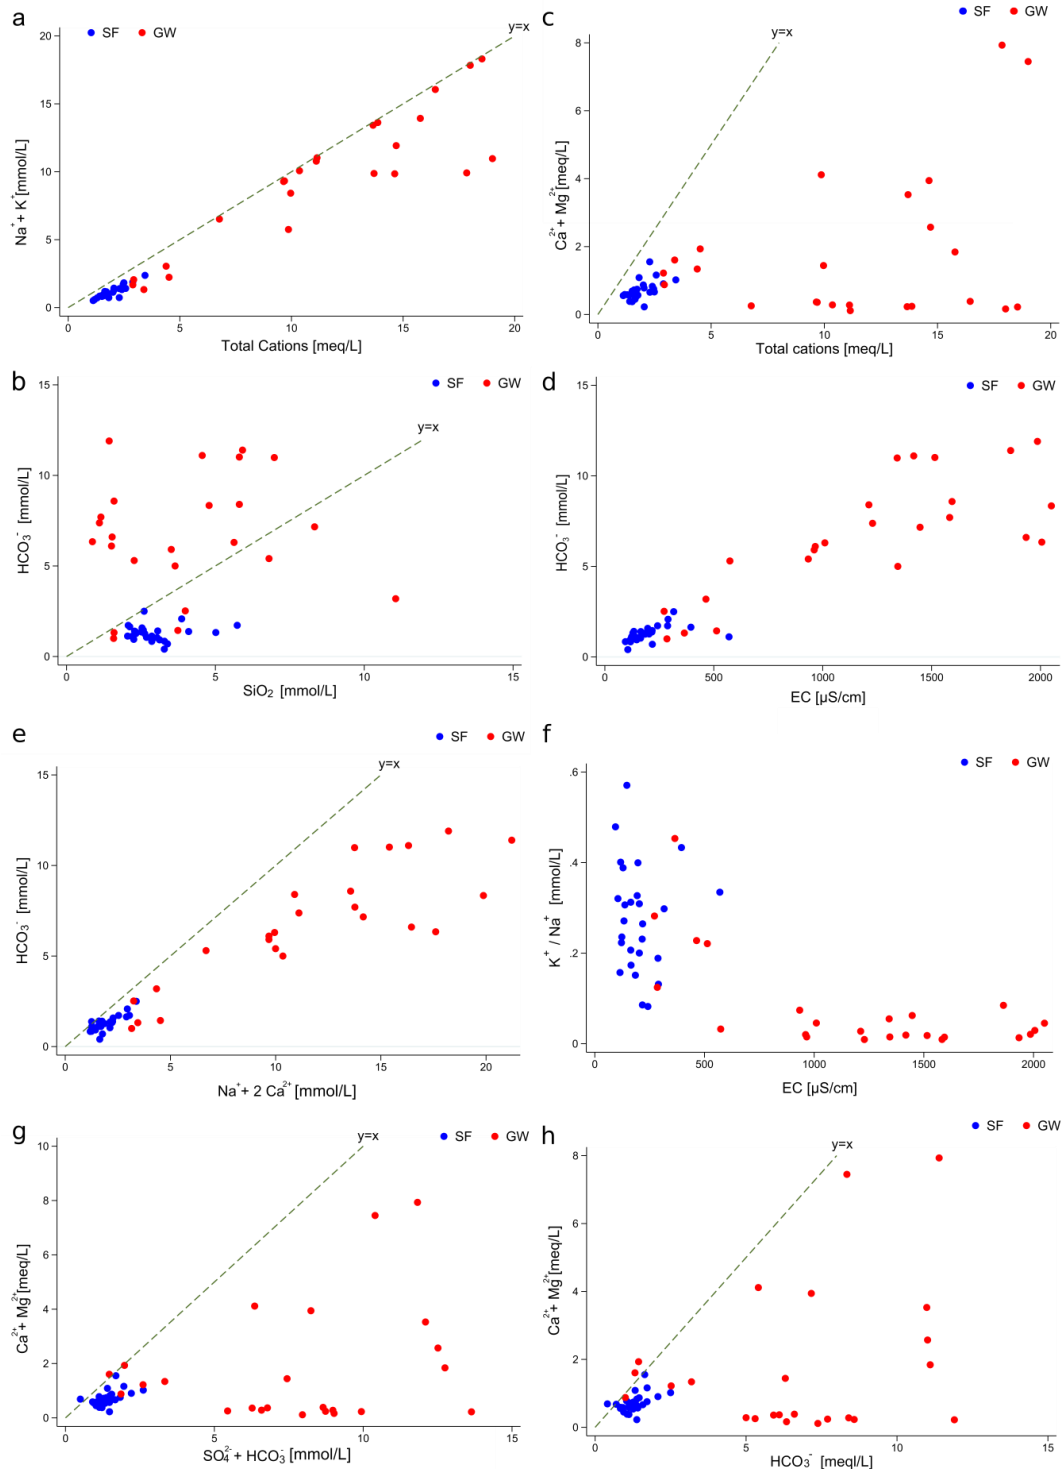 a
SF GW
y=x
20
15
10
5
0
Na⁺ + K⁺ [mmol/L]
0 5 10 15 20
Total Cations [meq/L]
c
SF GW
y=x
8
6
4
2
0
Ca²⁺ + Mg²⁺ [meq/L]
0 5 10 15 20
Total cations [meq/L]
b
SF GW
y=x
15
10
5
0
HCO₃⁻ [mmol/L]
0 5 10 15
SiO₂ [mmol/L]
d
SF GW
15
10
5
0
HCO₃⁻ [mmol/L]
0 500 1000 1500 2000
EC [µS/cm]
e
SF GW
y=x
15
10
5
0
HCO₃⁻ [mmol/L]
0 5 10 15 20
Na⁺ + 2 Ca²⁺ [mmol/L]
f
SF GW
.6
.4
.2
0
K⁺ / Na⁺ [mmol/L]
0 500 1000 1500 2000
EC [µS/cm]
g
SF GW
y=x
10
8
6
4
2
0
Ca²⁺ + Mg²⁺ [meq/L]
0 5 10 15
SO₄²⁻ + HCO₃⁻ [mmol/L]
h
SF GW
y=x
8
6
4
2
0
Ca²⁺ + Mg²⁺ [meq/L]
0 5 10 15
HCO₃⁻ [meql/L]